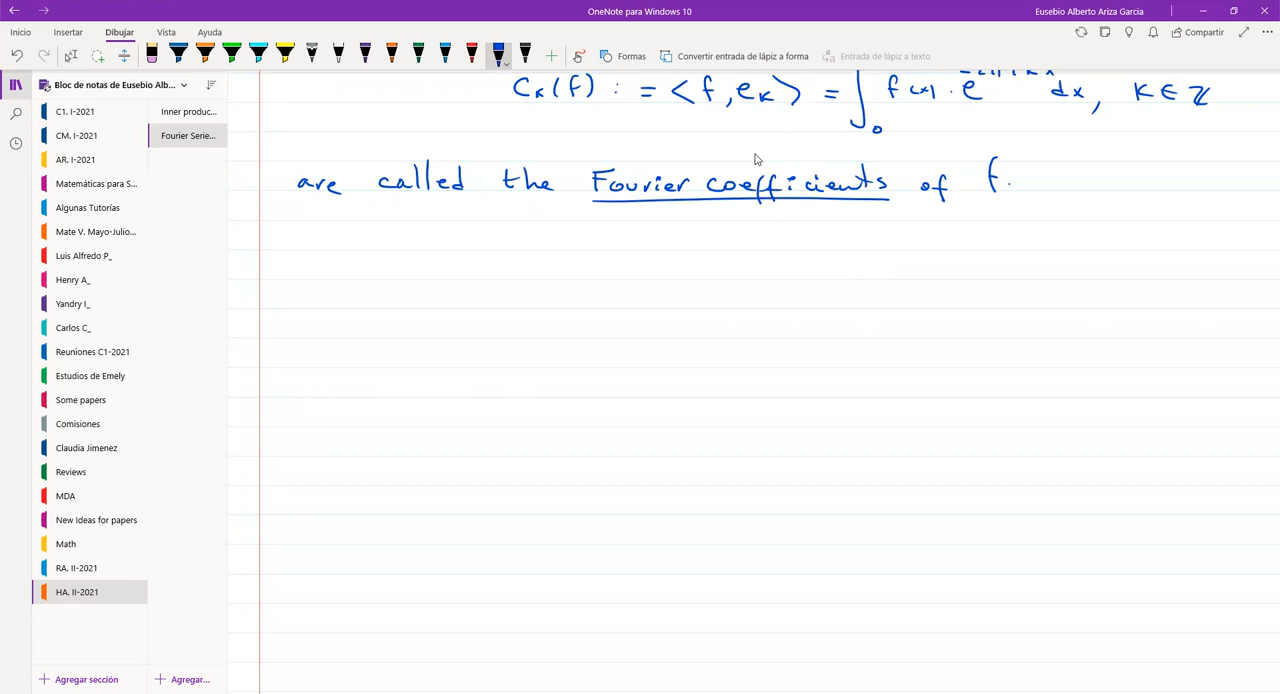 OneNote para Windows 10
Eusebio Alberto Ariza Garcia
Inicio Insertar Dibujar Vista Ayuda
Compartir
Formas Convertir entrada de lápiz a forma Entrada de lápiz a texto
Bloc de notas de Eusebio Alb...
C1. I-2021
CM. I-2021
AR. I-2021
Matemáticas para S...
Algunas Tutorías
Mate V. Mayo-Julio...
Luis Alfredo P_
Henry A_
Yandry I_
Carlos C_
Reuniones C1-2021
Estudios de Emely
Some papers
Comisiones
Claudia Jimenez
Reviews
MDA
New Ideas for papers
Math
RA. II-2021
HA. II-2021
Agregar sección
Inner produc...
Fourier Serie...
Agregar...
C_k(f) : = <f, e_k> = ∫_0 f(x) · e dx, k ∈ ℤ
are called the Fourier coefficients of f.